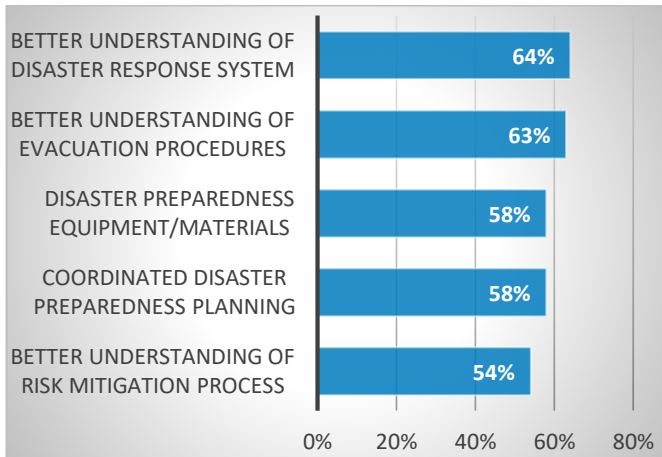 BETTER UNDERSTANDING OF
DISASTER RESPONSE SYSTEM
64%
BETTER UNDERSTANDING OF
EVACUATION PROCEDURES
63%
DISASTER PREPAREDNESS
EQUIPMENT/MATERIALS
58%
COORDINATED DISASTER
PREPAREDNESS PLANNING
58%
BETTER UNDERSTANDING OF
RISK MITIGATION PROCESS
54%
0% 20% 40% 60% 80%